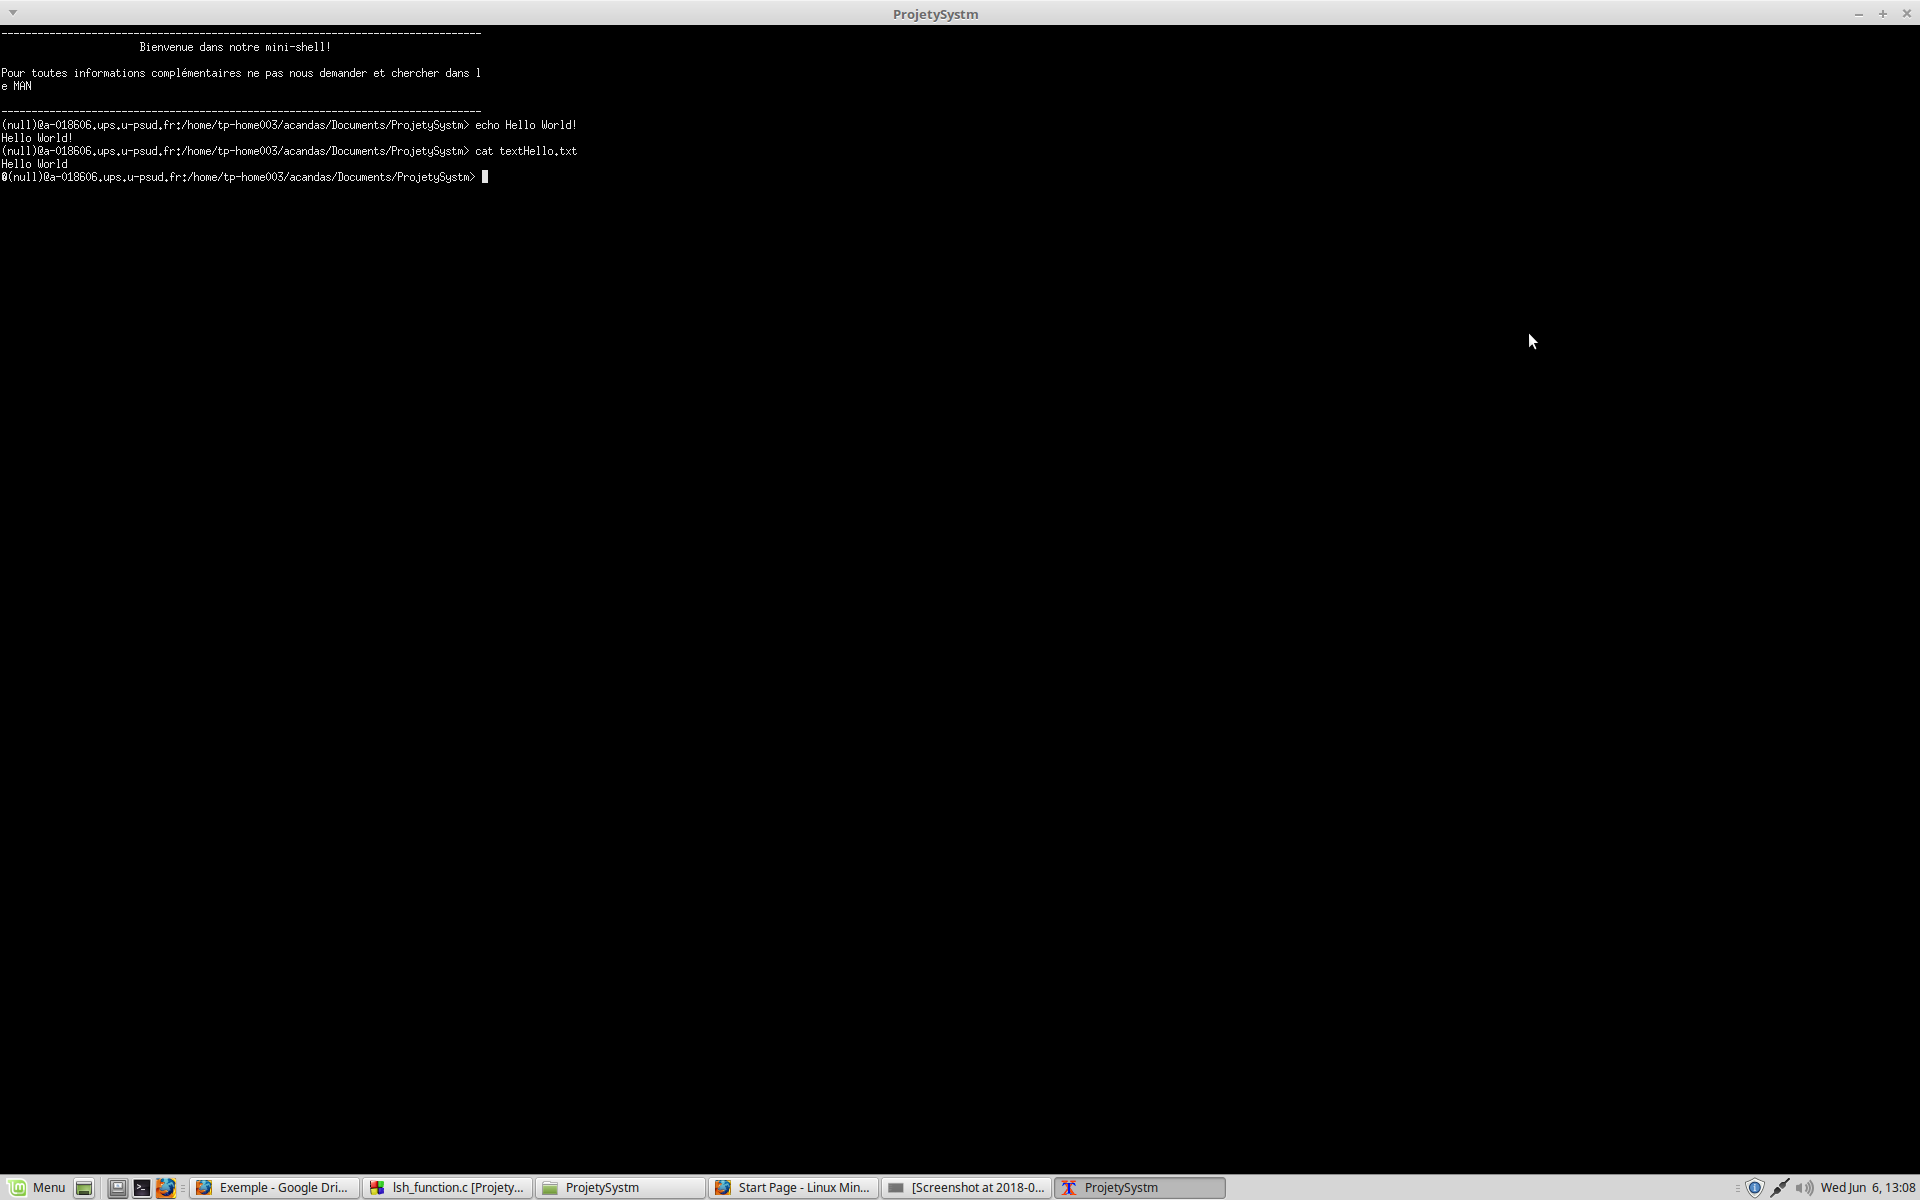 ProjetySystm
--------------------------------------------------------------------------------
Bienvenue dans notre mini-shell!
Pour toutes informations complémentaires ne pas nous demander et chercher dans l
e MAN
--------------------------------------------------------------------------------
(null)@a-018606.ups.u-psud.fr:/home/tp-home003/acandas/Documents/ProjetySystm> echo Hello World!
Hello World!
(null)@a-018606.ups.u-psud.fr:/home/tp-home003/acandas/Documents/ProjetySystm> cat textHello.txt
Hello World
(null)@a-018606.ups.u-psud.fr:/home/tp-home003/acandas/Documents/ProjetySystm>
Menu Exemple - Google Dri... lsh_function.c [Projety... ProjetySystm Start Page - Linux Min... [Screenshot at 2018-0... ProjetySystm Wed Jun 6, 13:08